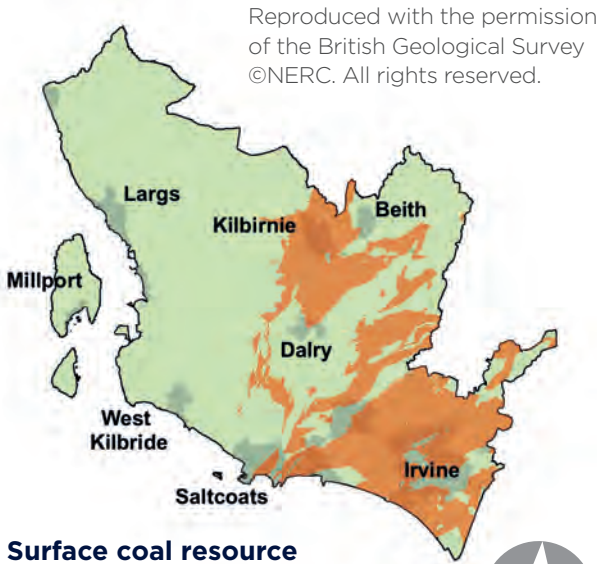 Reproduced with the permission
of the British Geological Survey
©NERC. All rights reserved.
Largs
Kilbirnie
Beith
Millport
Dalry
West
Kilbride
Irvine
Saltcoats
Surface coal resource